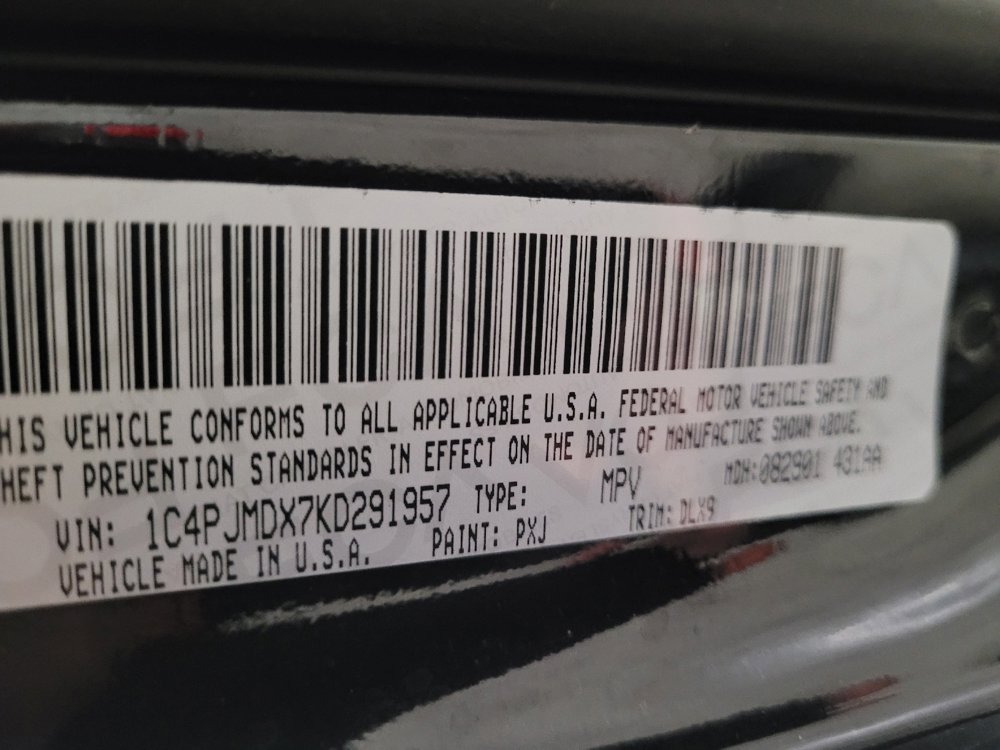 HIS VEHICLE CONFORMS TO ALL APPLICABLE U.S.A. FEDERAL MOTOR VEHICLE SAFETY AND
HEFT PREVENTION STANDARDS IN EFFECT ON THE DATE OF MANUFACTURE SHOWN ABOVE.
VIN: 1C4PJMDX7KD291957 TYPE: MPV MDH:082901 431AA
VEHICLE MADE IN U.S.A. PAINT: PXJ TRIM: DLX9